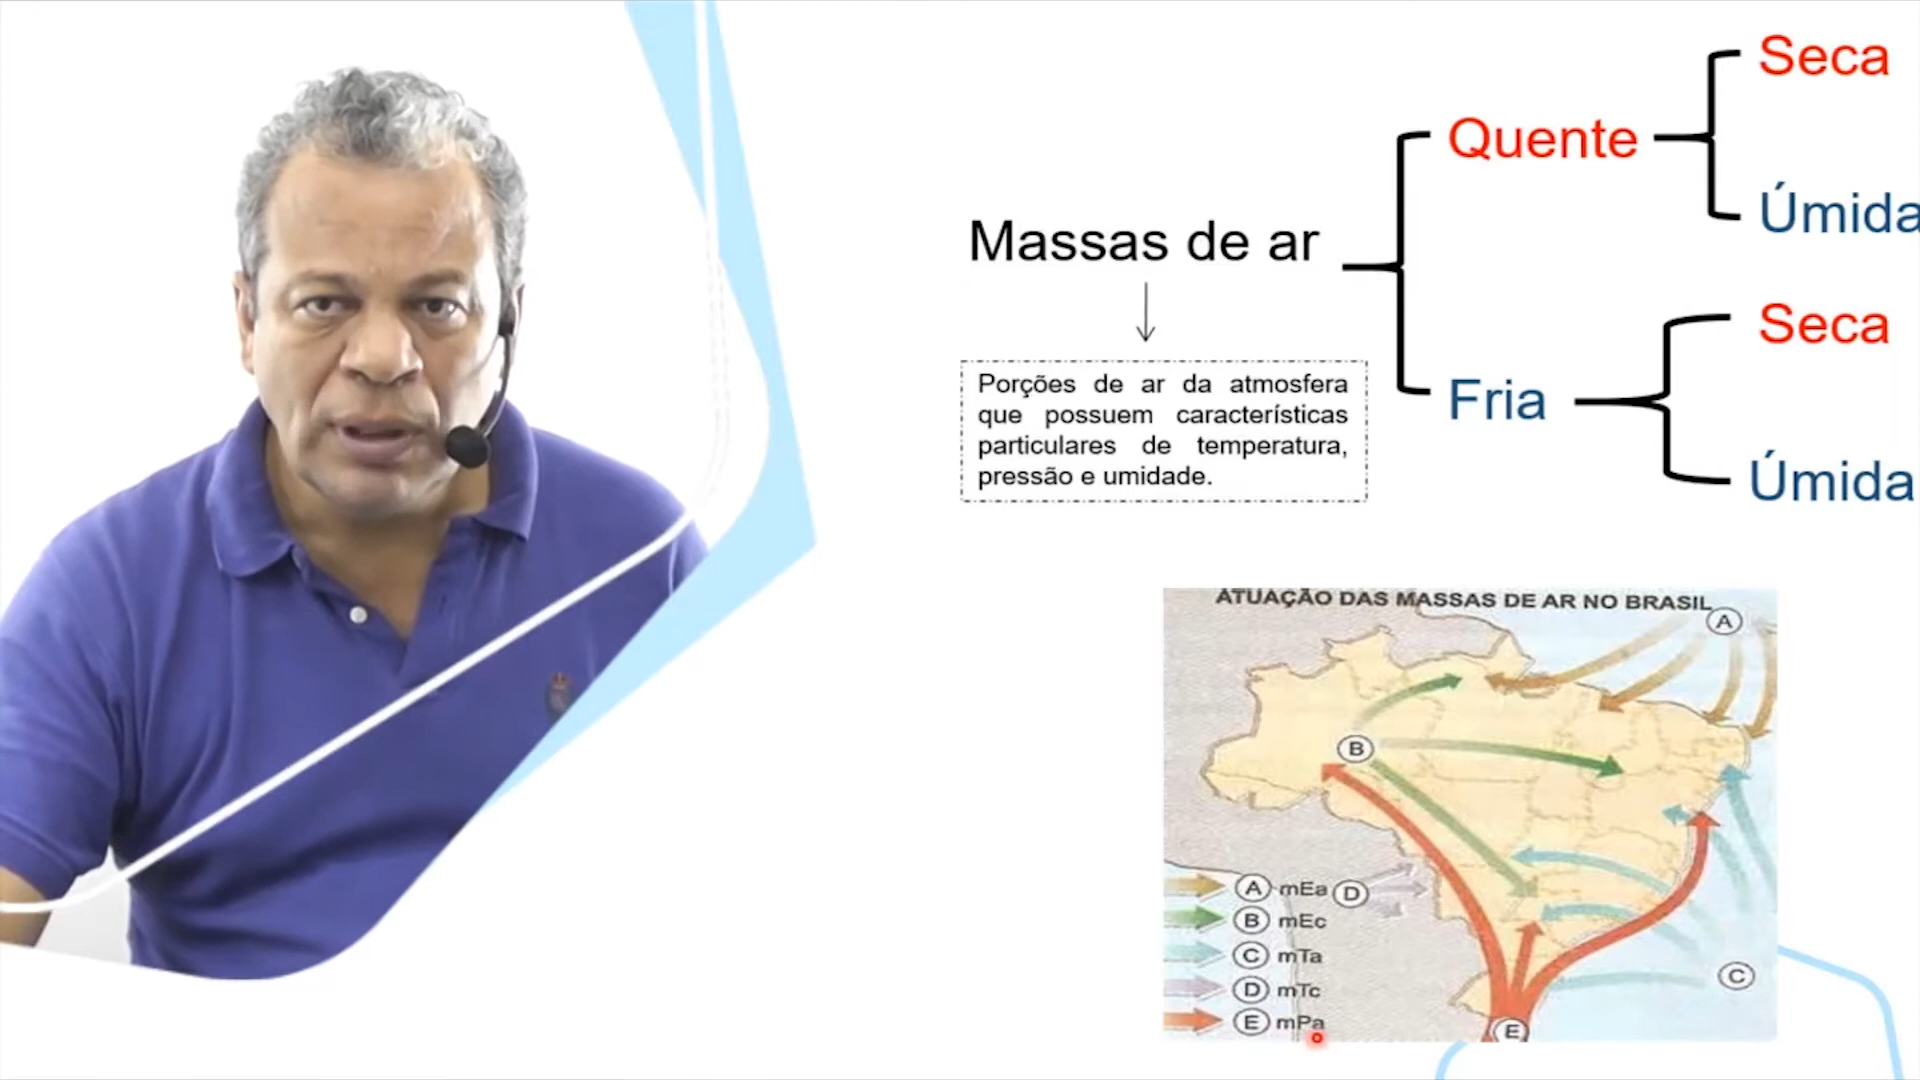 Massas de ar
Quente
Seca
Úmida
Fria
Seca
Úmida
Porções de ar da atmosfera
que possuem características
particulares de temperatura,
pressão e umidade.
ATUAÇÃO DAS MASSAS DE AR NO BRASIL
A
B
D
C
E
A mEa
B mEc
C mTa
D mTc
E mPa